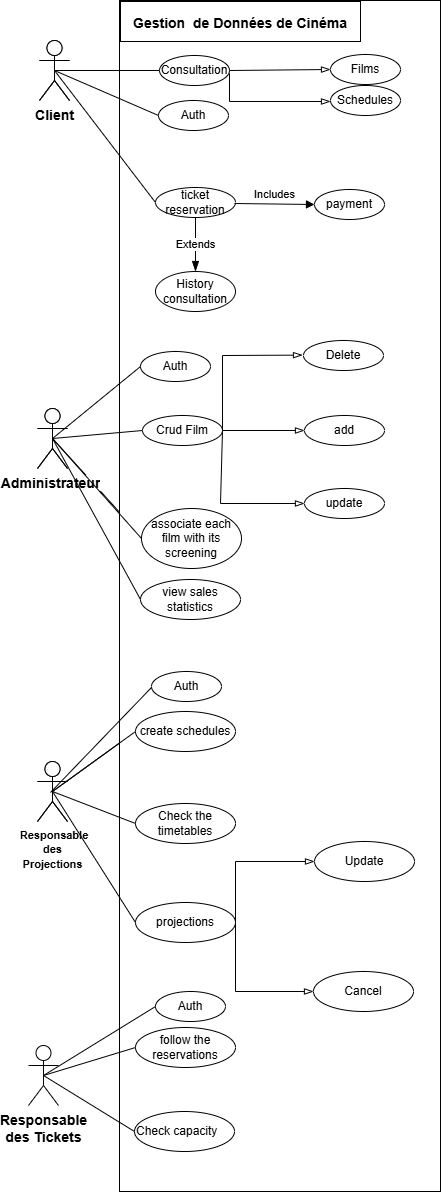 Gestion de Données de Cinéma
Client
Consultation
Films
Schedules
Auth
ticket
reservation
Includes
payment
Extends
History
consultation
Administrateur
Auth
Crud Film
Delete
add
update
associate each
film with its
screening
view sales
statistics
Responsable
des
Projections
Auth
create schedules
Check the
timetables
projections
Update
Cancel
Responsable
des Tickets
Auth
follow the
reservations
Check capacity